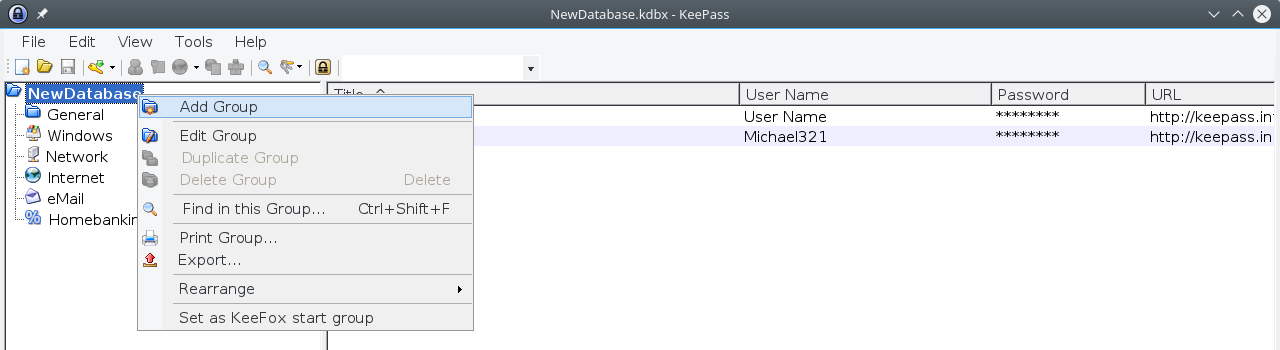 NewDatabase.kdbx - KeePass
File Edit View Tools Help
NewDatabase
General
Windows
Network
Internet
eMail
Homebankin
Add Group
Edit Group
Duplicate Group
Delete Group Delete
Find in this Group... Ctrl+Shift+F
Print Group...
Export...
Rearrange
Set as KeeFox start group
Title User Name Password URL
User Name ******** http://keepass.in
Michael321 ******** http://keepass.in